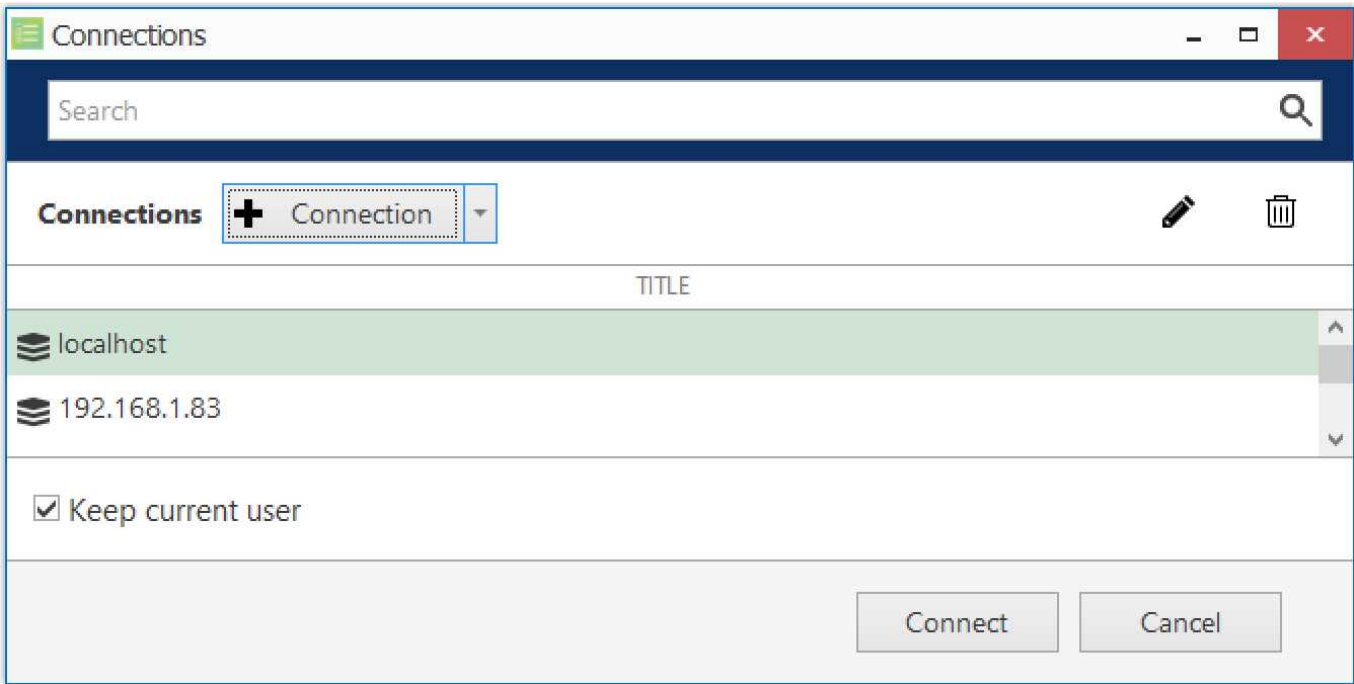 Connections
Search
Connections Connection
TITLE
localhost
192.168.1.83
Keep current user
Connect Cancel